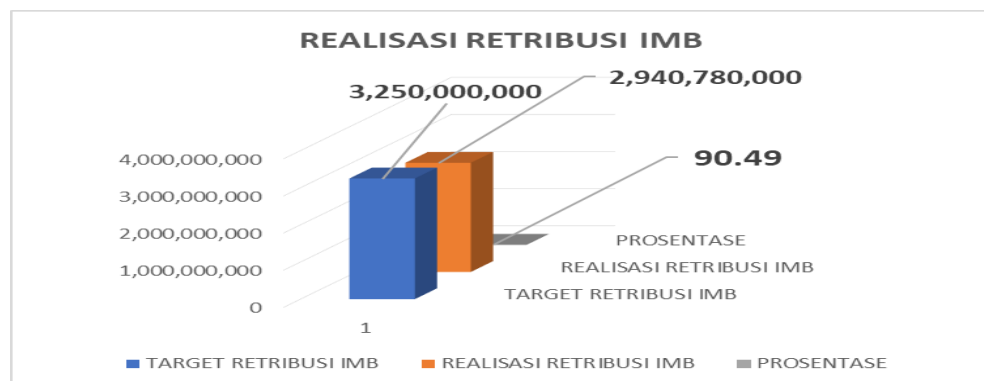 REALISASI RETRIBUSI IMB
3,250,000,000
2,940,780,000
90.49
4,000,000,000
3,000,000,000
2,000,000,000
1,000,000,000
0
PROSENTASE
REALISASI RETRIBUSI IMB
TARGET RETRIBUSI IMB
1
TARGET RETRIBUSI IMB REALISASI RETRIBUSI IMB PROSENTASE